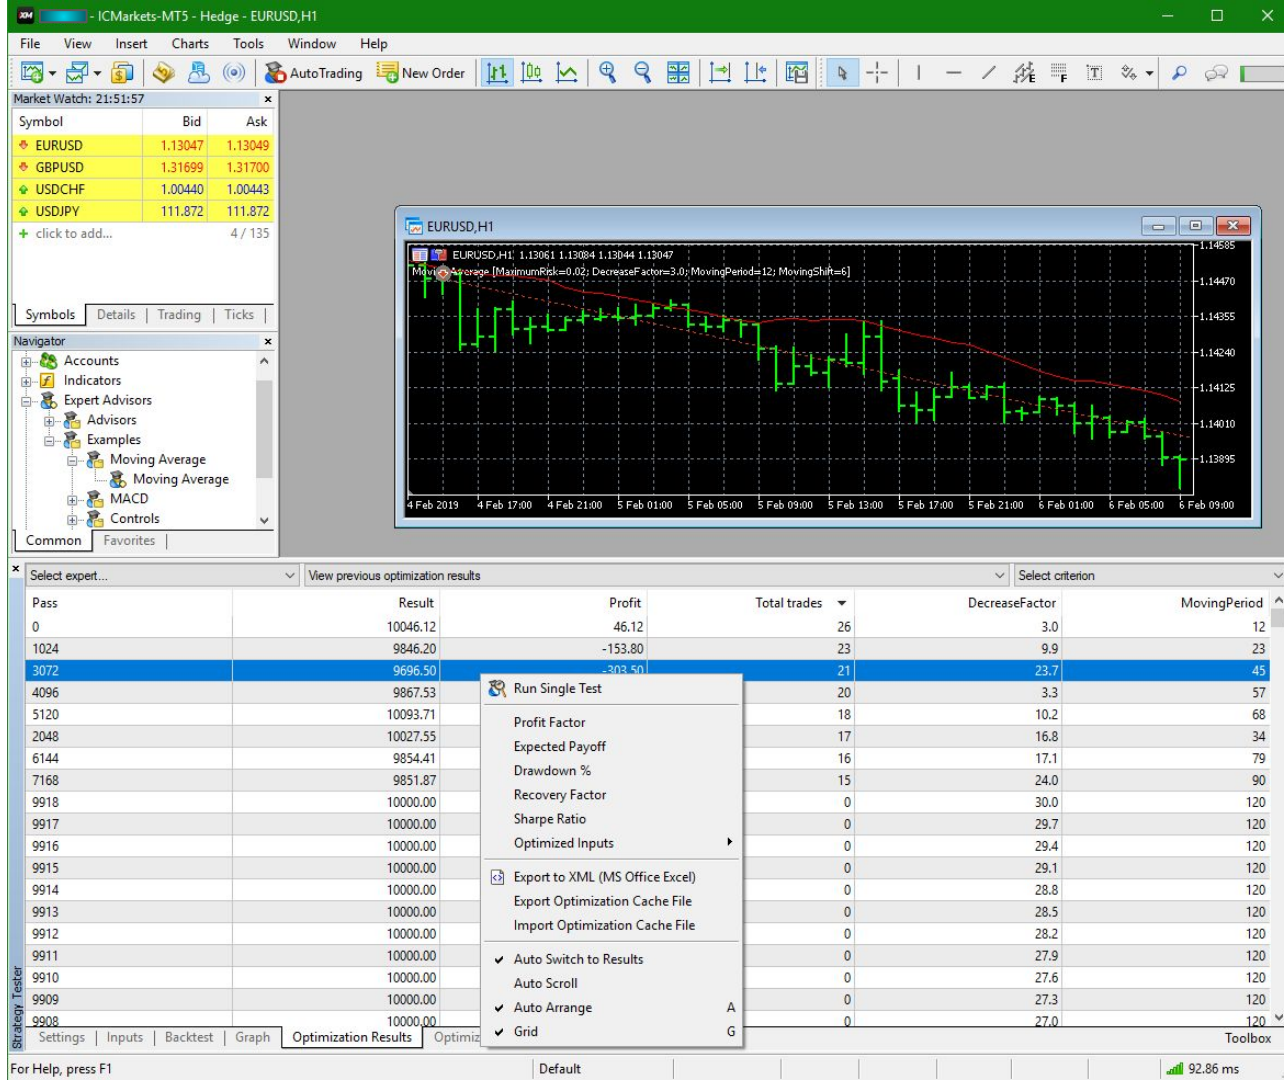 XM - ICMarkets-MT5 - Hedge - EURUSD,H1
File View Insert Charts Tools Window Help
AutoTrading New Order
Market Watch: 21:51:57
Symbol Bid Ask
EURUSD 1.13047 1.13049
GBPUSD 1.31699 1.31700
USDCHF 1.00440 1.00443
USDJPY 111.872 111.872
+ click to add... 4 / 135
Symbols Details | Trading | Ticks |
Navigator
Accounts
Indicators
Expert Advisors
Advisors
Examples
Moving Average
Moving Average
MACD
Controls
Common Favorites |
EURUSD,H1
EURUSD,H1 1.13061 1.13084 1.13044 1.13047
Moving Average [MaximumRisk=0.02; DecreaseFactor=3.0; MovingPeriod=12; MovingShift=6]
1.14585
1.14470
1.14355
1.14240
1.14125
1.14010
1.13895
4 Feb 2019 4 Feb 17:00 4 Feb 21:00 5 Feb 01:00 5 Feb 05:00 5 Feb 09:00 5 Feb 13:00 5 Feb 17:00 5 Feb 21:00 6 Feb 01:00 6 Feb 05:00 6 Feb 09:00
Select expert... View previous optimization results Select criterion
Pass Result Profit Total trades DecreaseFactor MovingPeriod
0 10046.12 46.12 26 3.0 12
1024 9846.20 -153.80 23 9.9 23
3072 9696.50 -303.50 21 23.7 45
4096 9867.53 20 3.3 57
5120 10093.71 18 10.2 68
2048 10027.55 17 16.8 34
6144 9854.41 16 17.1 79
7168 9851.87 15 24.0 90
9918 10000.00 0 30.0 120
9917 10000.00 0 29.7 120
9916 10000.00 0 29.4 120
9915 10000.00 0 29.1 120
9914 10000.00 0 28.8 120
9913 10000.00 0 28.5 120
9912 10000.00 0 28.2 120
9911 10000.00 0 27.9 120
9910 10000.00 0 27.6 120
9909 10000.00 0 27.3 120
9908 10000.00 0 27.0 120
Run Single Test
Profit Factor
Expected Payoff
Drawdown %
Recovery Factor
Sharpe Ratio
Optimized Inputs
Export to XML (MS Office Excel)
Export Optimization Cache File
Import Optimization Cache File
Auto Switch to Results
Auto Scroll
Auto Arrange A
Grid G
Strategy Tester
Settings | Inputs | Backtest | Graph | Optimization Results Optimiz
Toolbox
For Help, press F1 Default 92.86 ms